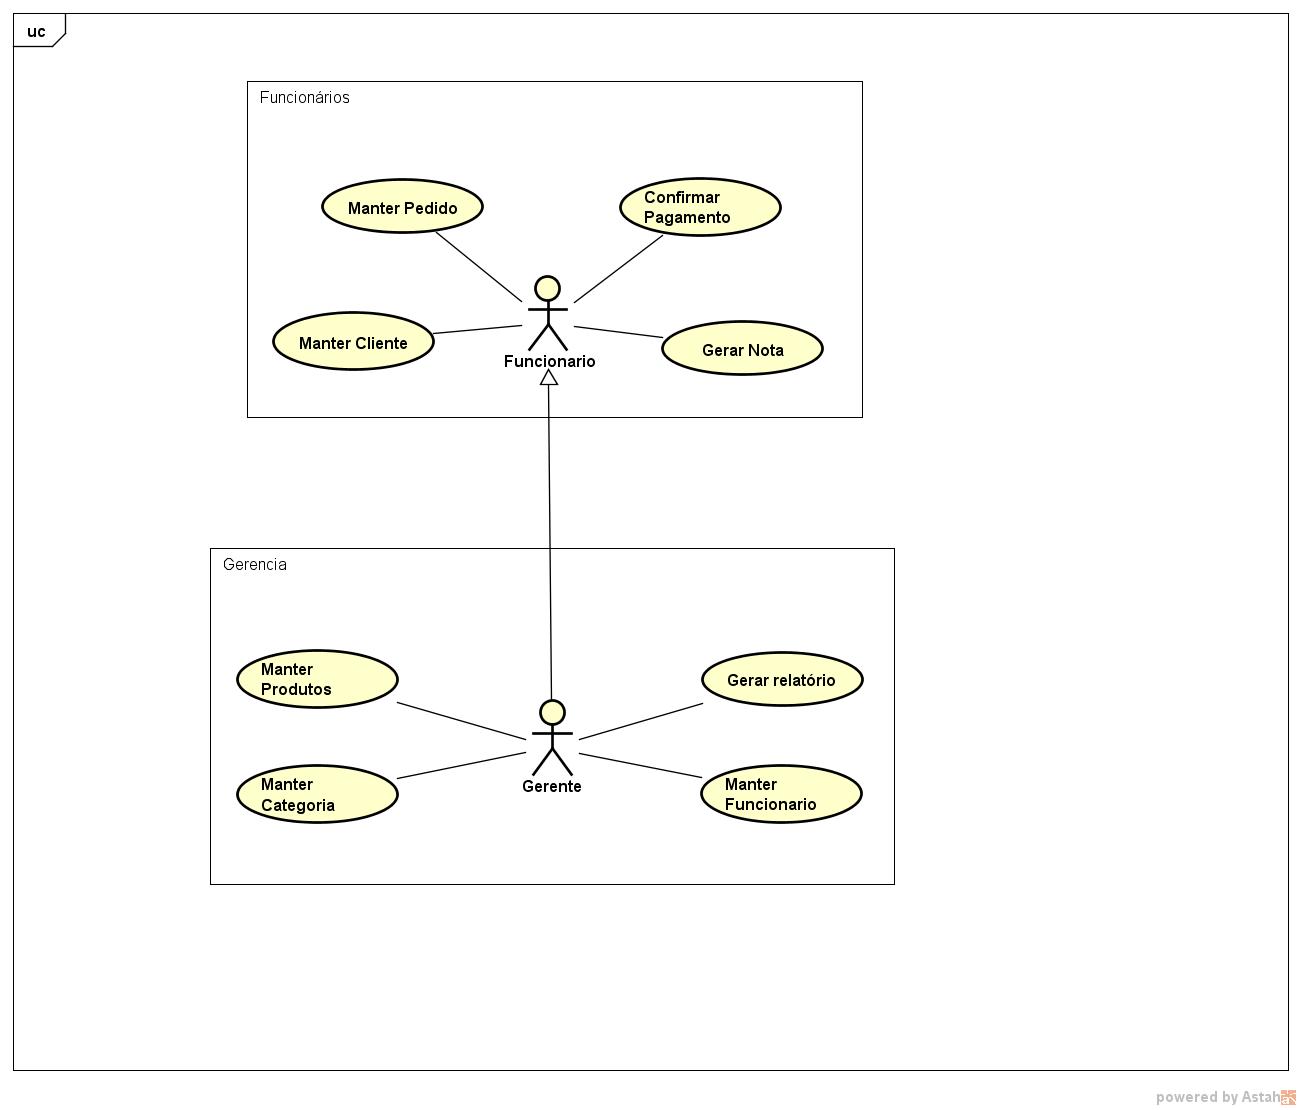 uc
Funcionários
Manter Pedido
Confirmar
Pagamento
Manter Cliente
Gerar Nota
Funcionario
Gerencia
Manter
Produtos
Gerar relatório
Gerente
Manter
Categoria
Manter
Funcionario
powered by Astah